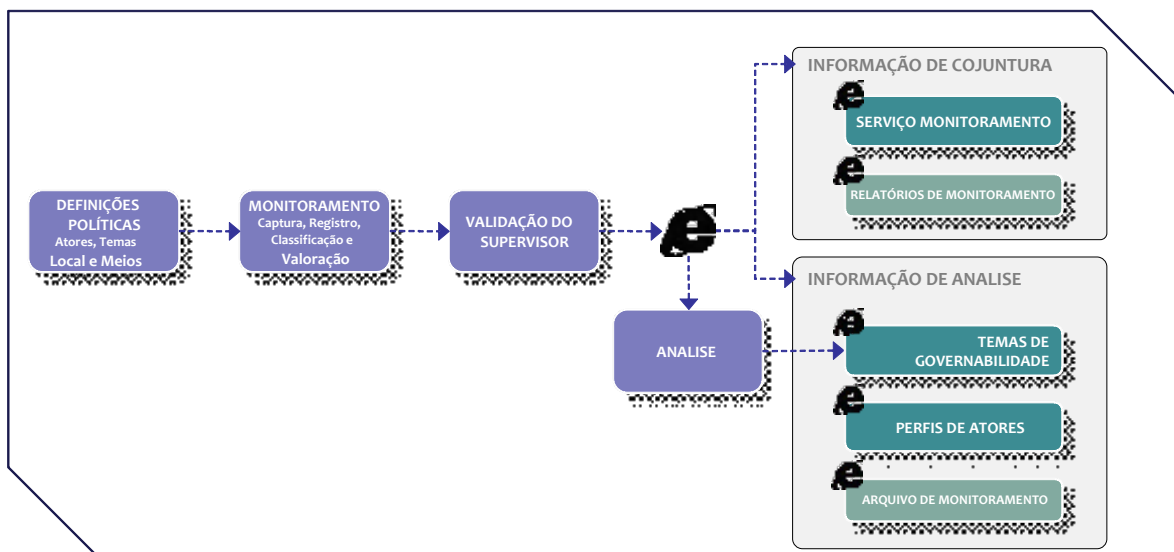 DEFINIÇÕES
POLÍTICAS
Atores, Temas
Local e Meios
MONITORAMENTO
Captura, Registro,
Classificação e
Valoração
VALIDAÇÃO DO
SUPERVISOR
ANALISE
INFORMAÇÃO DE COJUNTURA
SERVIÇO MONITORAMENTO
RELATÓRIOS DE MONITORAMENTO
INFORMAÇÃO DE ANALISE
TEMAS DE
GOVERNABILIDADE
PERFIS DE ATORES
ARQUIVO DE MONITORAMENTO